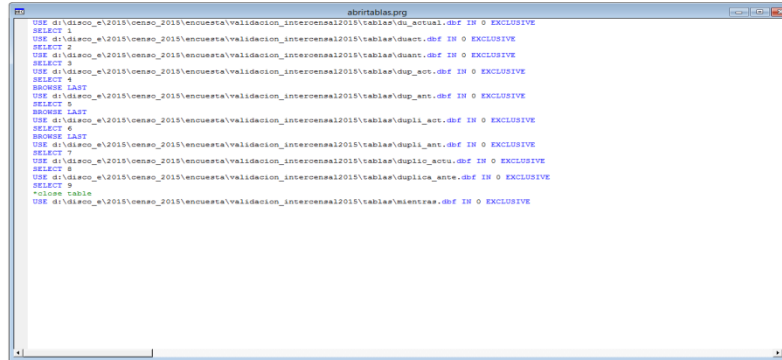 abrirtablas.prg
USE d:\disco_e\2015\censo_2015\encuesta\validacion_intercensal2015\tablas\du_actual.dbf IN 0 EXCLUSIVE
SELECT 1
USE d:\disco_e\2015\censo_2015\encuesta\validacion_intercensal2015\tablas\duact.dbf IN 0 EXCLUSIVE
SELECT 2
USE d:\disco_e\2015\censo_2015\encuesta\validacion_intercensal2015\tablas\duant.dbf IN 0 EXCLUSIVE
SELECT 3
USE d:\disco_e\2015\censo_2015\encuesta\validacion_intercensal2015\tablas\dup_act.dbf IN 0 EXCLUSIVE
SELECT 4
BROWSE LAST
USE d:\disco_e\2015\censo_2015\encuesta\validacion_intercensal2015\tablas\dup_ant.dbf IN 0 EXCLUSIVE
SELECT 5
BROWSE LAST
USE d:\disco_e\2015\censo_2015\encuesta\validacion_intercensal2015\tablas\dupli_act.dbf IN 0 EXCLUSIVE
SELECT 6
BROWSE LAST
USE d:\disco_e\2015\censo_2015\encuesta\validacion_intercensal2015\tablas\dupli_ant.dbf IN 0 EXCLUSIVE
SELECT 7
USE d:\disco_e\2015\censo_2015\encuesta\validacion_intercensal2015\tablas\duplic_actu.dbf IN 0 EXCLUSIVE
SELECT 8
USE d:\disco_e\2015\censo_2015\encuesta\validacion_intercensal2015\tablas\duplica_ante.dbf IN 0 EXCLUSIVE
SELECT 9
*close table
USE d:\disco_e\2015\censo_2015\encuesta\validacion_intercensal2015\tablas\mientras.dbf IN 0 EXCLUSIVE